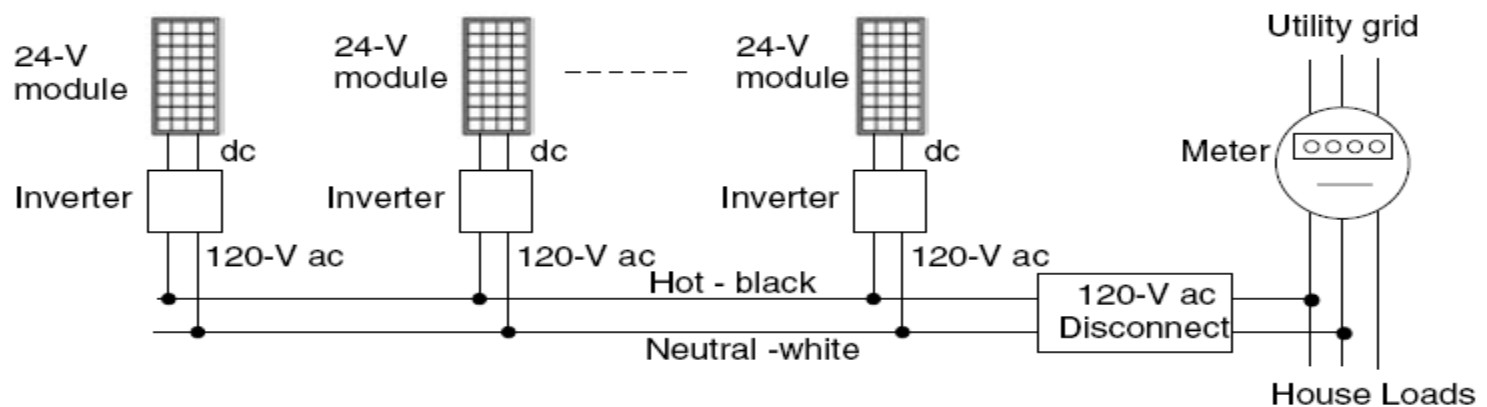 24-V
module
24-V
module
24-V
module
Utility grid
dc
dc
dc
Meter
Inverter
Inverter
Inverter
120-V ac
120-V ac
120-V ac
Hot - black
120-V ac
Disconnect
Neutral -white
House Loads